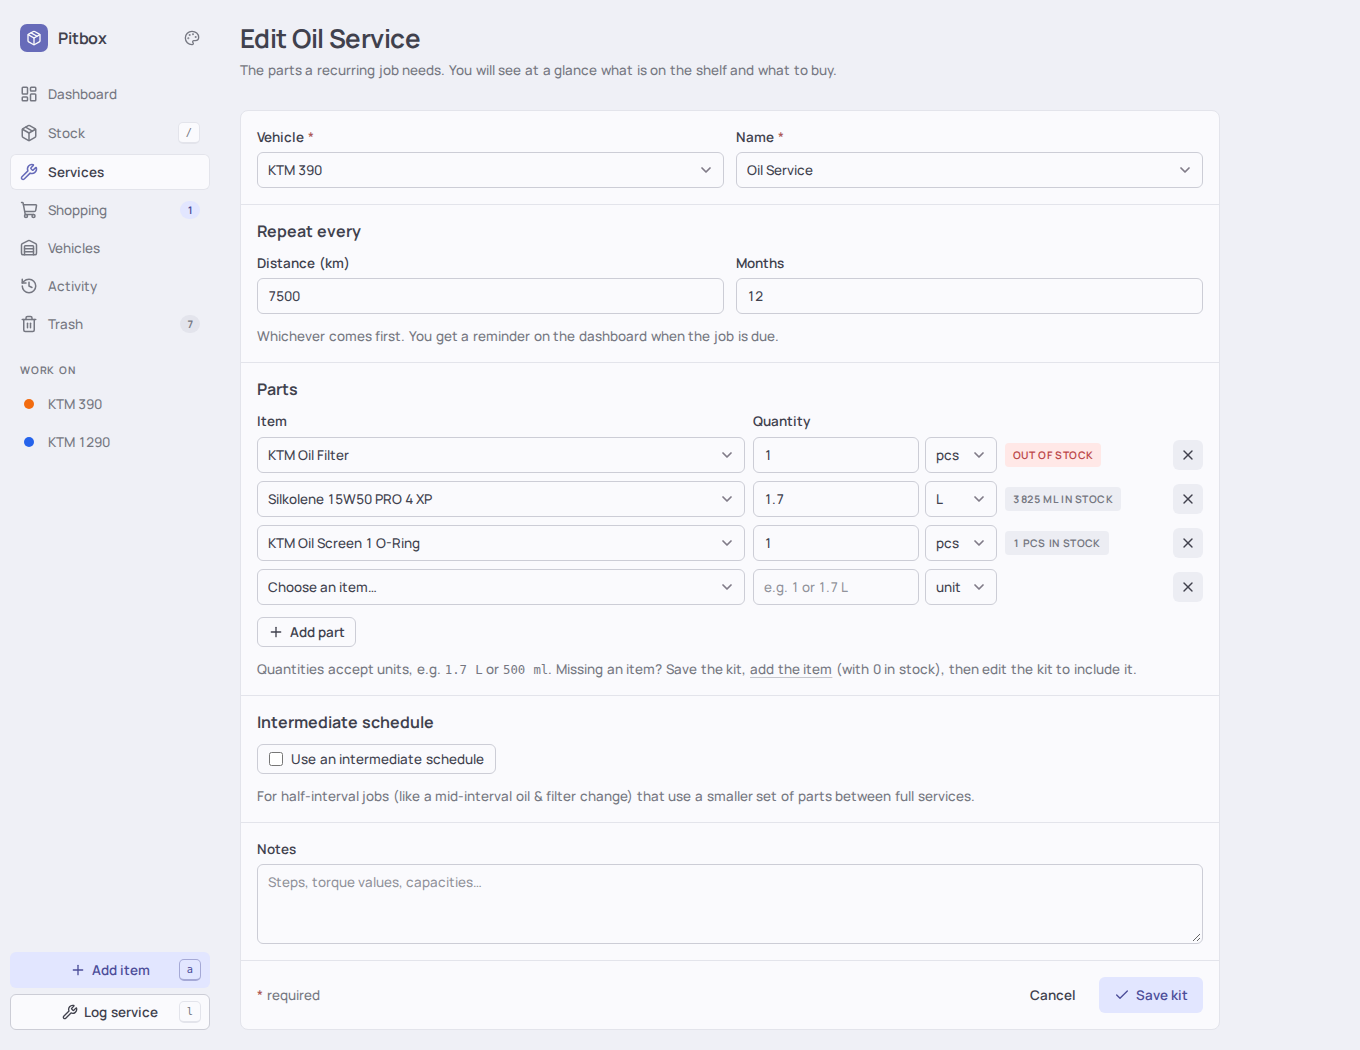 Pitbox
Dashboard
Stock /
Services
Shopping 1
Vehicles
Activity
Trash 7
WORK ON
KTM 390
KTM 1290
+ Add item a
Log service l
Edit Oil Service
The parts a recurring job needs. You will see at a glance what is on the shelf and what to buy.
Vehicle * Name *
KTM 390 Oil Service
Repeat every
Distance (km) Months
7500 12
Whichever comes first. You get a reminder on the dashboard when the job is due.
Parts
Item Quantity
KTM Oil Filter 1 pcs OUT OF STOCK
Silkolene 15W50 PRO 4 XP 1.7 L 3825 ML IN STOCK
KTM Oil Screen 1 O-Ring 1 pcs 1 PCS IN STOCK
Choose an item… e.g. 1 or 1.7 L unit
+ Add part
Quantities accept units, e.g. 1.7 L or 500 ml. Missing an item? Save the kit, add the item (with 0 in stock), then edit the kit to include it.
Intermediate schedule
Use an intermediate schedule
For half-interval jobs (like a mid-interval oil & filter change) that use a smaller set of parts between full services.
Notes
Steps, torque values, capacities…
* required Cancel Save kit